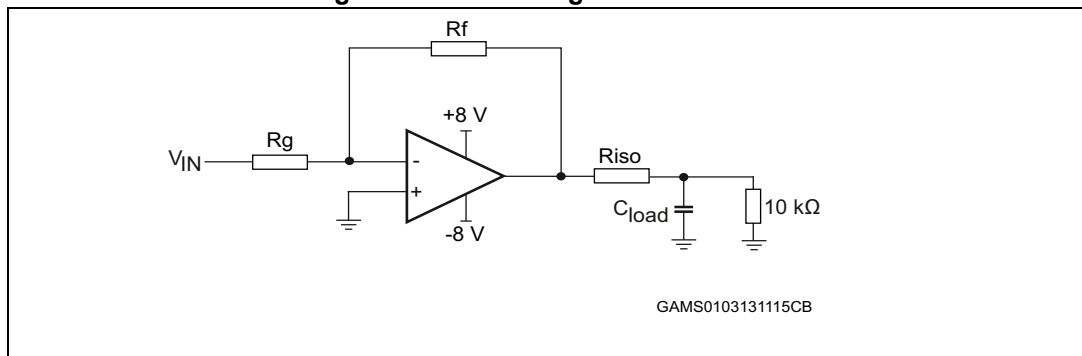 Rf
+8 V
Rg
VIN
-
+
Riso
Cload
10 kΩ
-8 V
GAMS0103131115CB